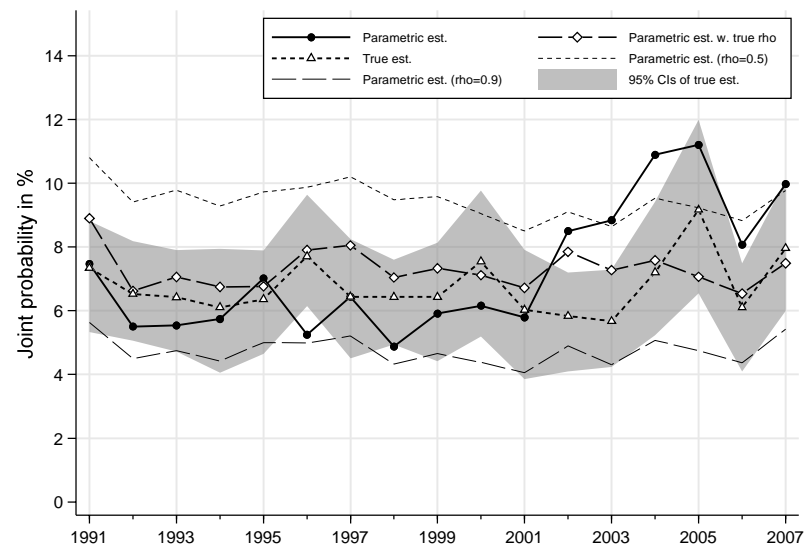 Parametric est.
Parametric est. w. true rho
True est.
Parametric est. (rho=0.5)
Parametric est. (rho=0.9)
95% CIs of true est.
Joint probability in %
14
12
10
8
6
4
2
0
1991 1993 1995 1997 1999 2001 2003 2005 2007